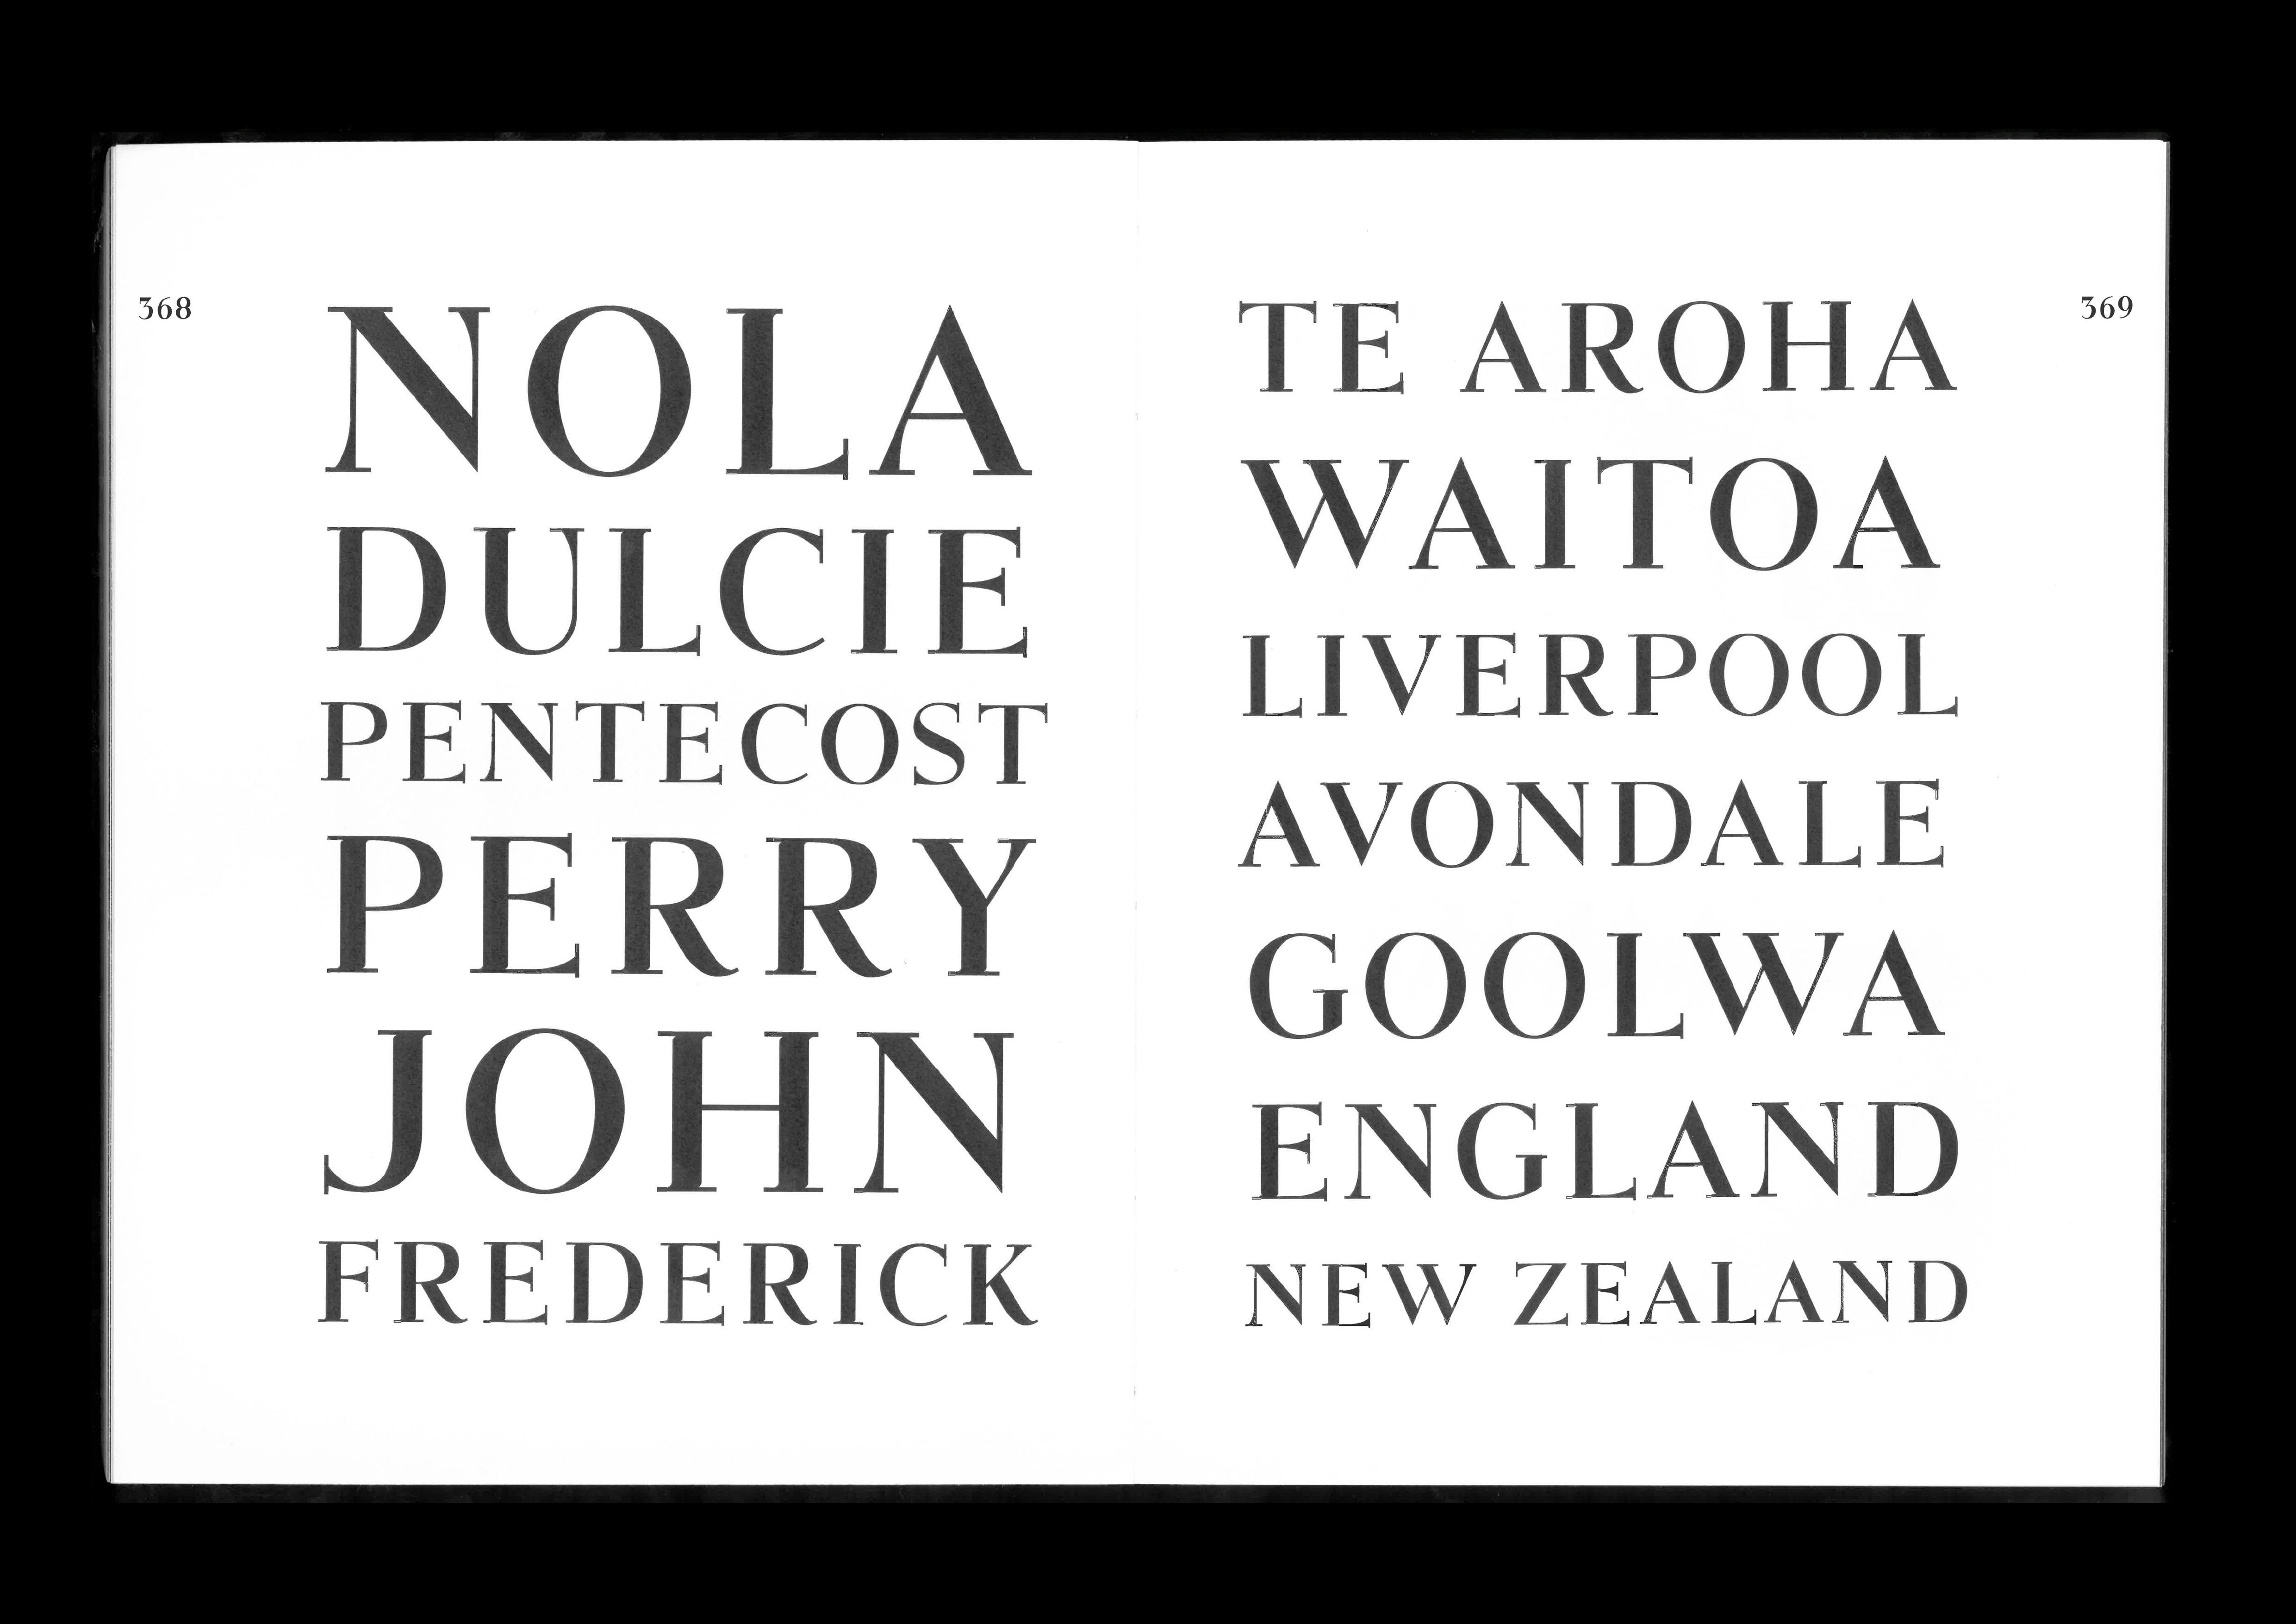 368
NOLA
DULCIE
PENTECOST
PERRY
JOHN
FREDERICK
TE AROHA
WAITOA
LIVERPOOL
AVONDALE
GOOLWA
ENGLAND
NEW ZEALAND
369